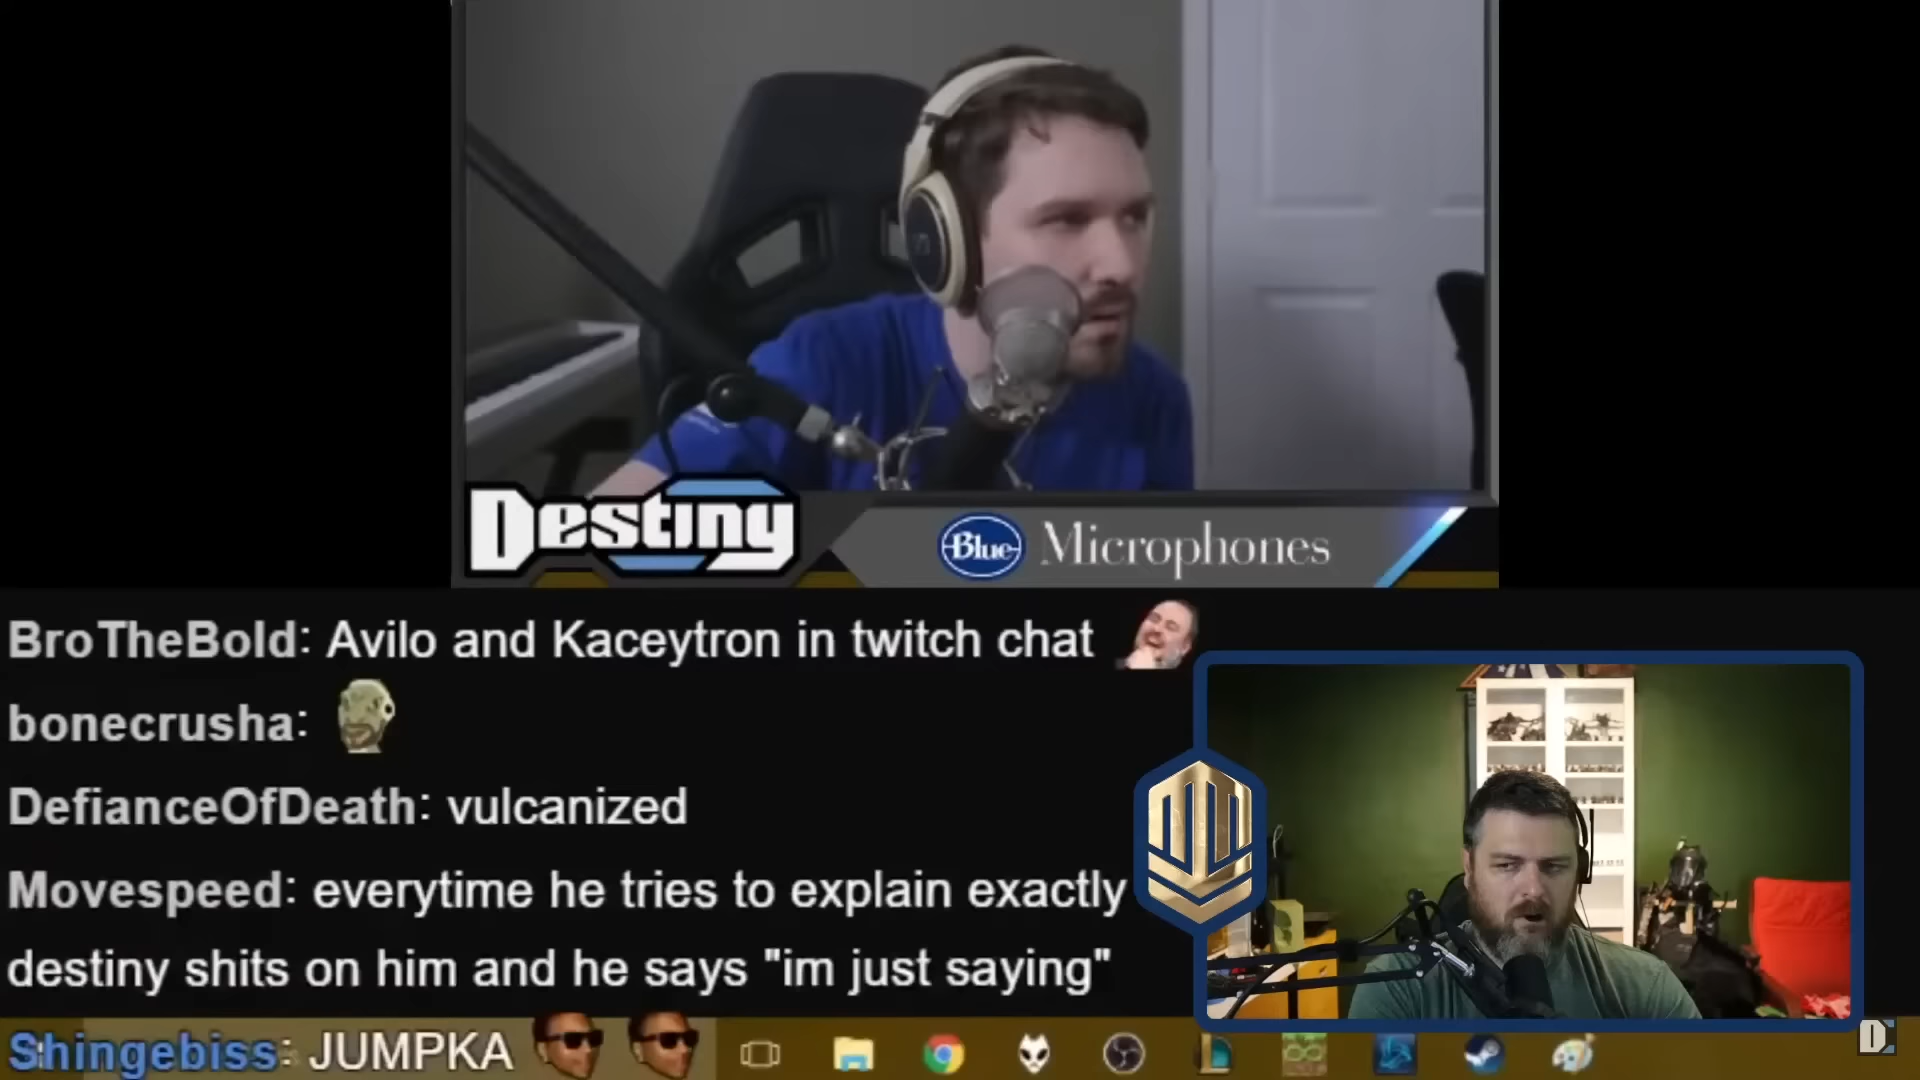 Destiny
Blue Microphones
BroTheBold: Avilo and Kaceytron in twitch chat
bonecrusha:
DefianceOfDeath: vulcanized
Movespeed: everytime he tries to explain exactly
destiny shits on him and he says "im just saying"
Shingebiss: JUMPKA
D.